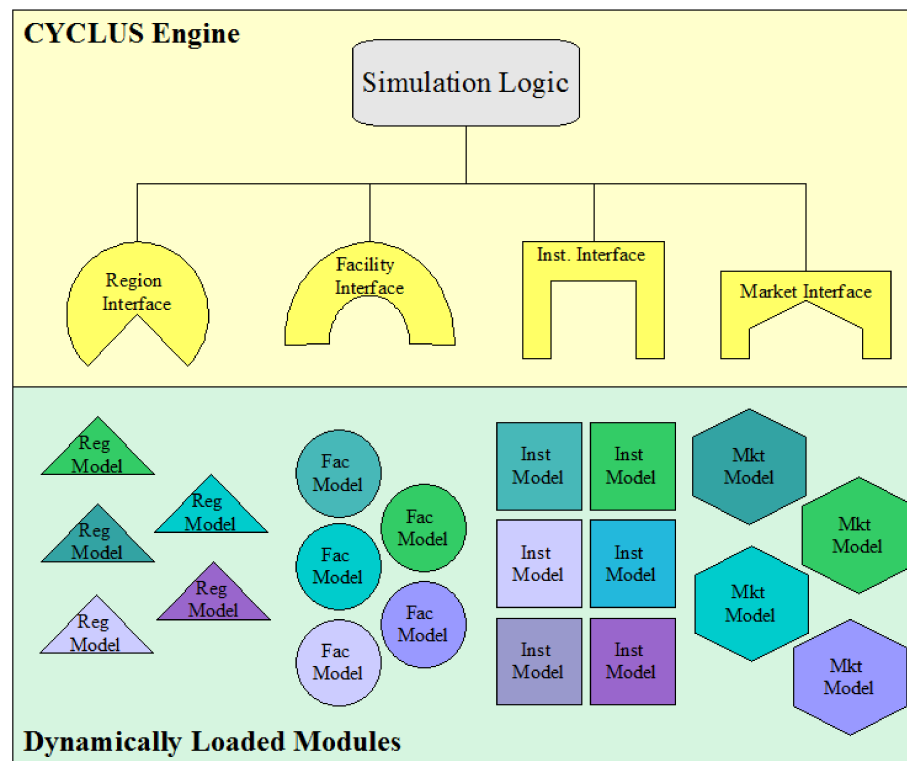 CYCLUS Engine
Simulation Logic
Region
Interface
Facility
Interface
Inst. Interface
Market Interface
Reg
Model
Reg
Model
Reg
Model
Reg
Model
Reg
Model
Fac
Model
Fac
Model
Fac
Model
Fac
Model
Fac
Model
Inst
Model
Inst
Model
Inst
Model
Inst
Model
Inst
Model
Inst
Model
Mkt
Model
Mkt
Model
Mkt
Model
Mkt
Model
Dynamically Loaded Modules